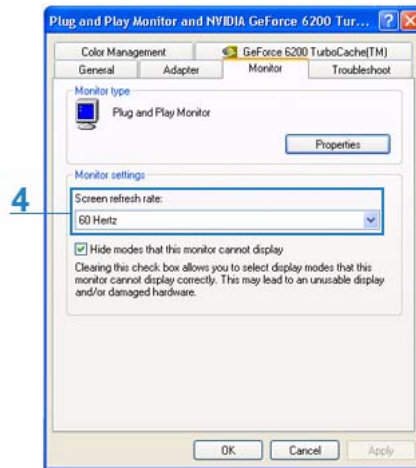 Plug and Play Monitor and NVIDIA GeForce 6200 Tur...
Color Management
GeForce 6200 TurboCache(TM)
General
Adapter
Monitor
Troubleshoot
Monitor type
Plug and Play Monitor
Properties
Monitor settings
4
Screen refresh rate:
60 Hertz
Hide modes that this monitor cannot display
Clearing this check box allows you to select display modes that this
monitor cannot display correctly. This may lead to an unusable display
and/or damaged hardware.
OK
Cancel
Apply